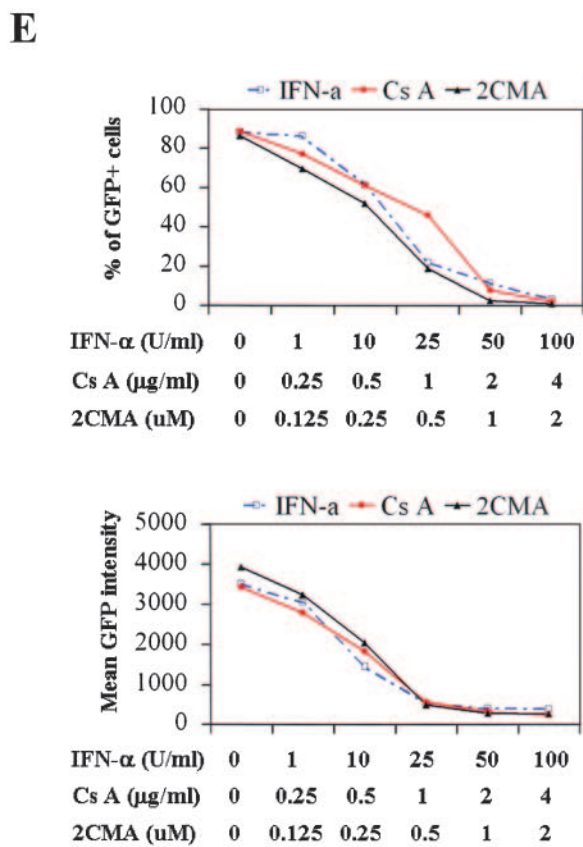 E
IFN-a Cs A 2CMA
100
80
60
40
20
0
% of GFP+ cells
IFN-α (U/ml) 0 1 10 25 50 100
Cs A (µg/ml) 0 0.25 0.5 1 2 4
2CMA (uM) 0 0.125 0.25 0.5 1 2
IFN-a Cs A 2CMA
5000
4000
3000
2000
1000
0
Mean GFP intensity
IFN-α (U/ml) 0 1 10 25 50 100
Cs A (µg/ml) 0 0.25 0.5 1 2 4
2CMA (uM) 0 0.125 0.25 0.5 1 2